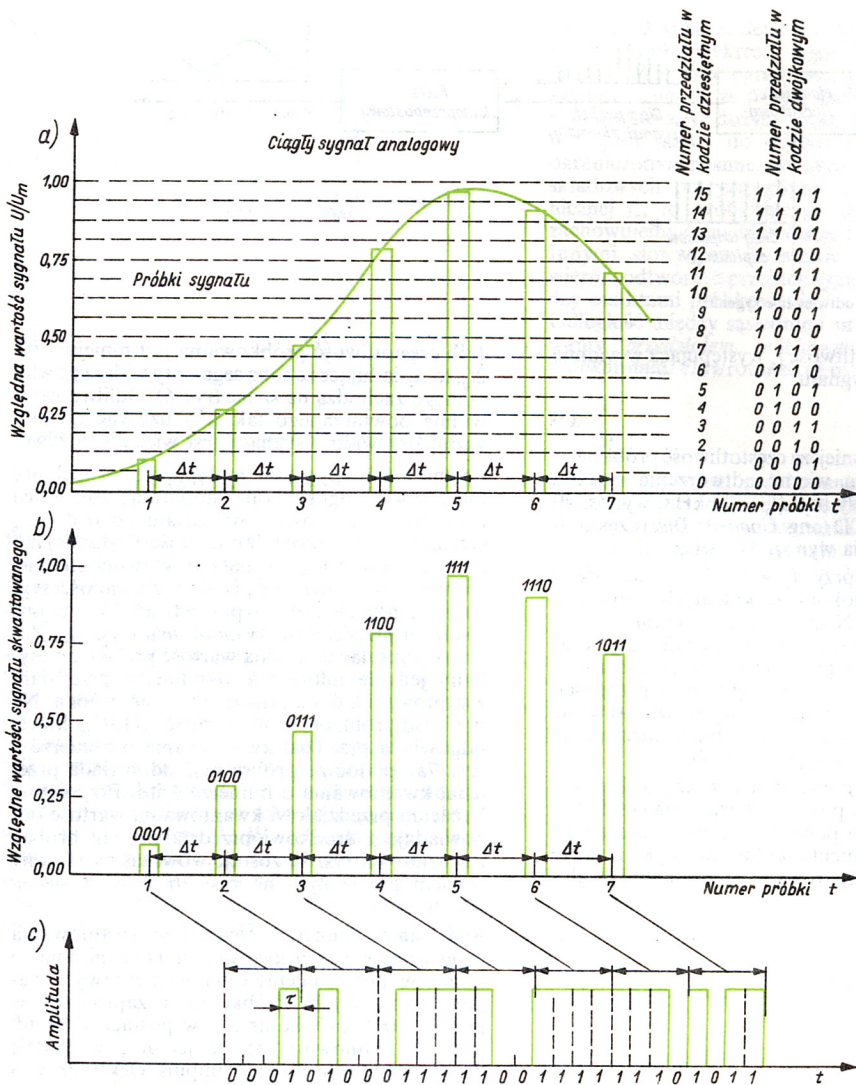 Numer przedziału w
kodzie dziesiętnym
Numer przedziału w
kodzie dwójkowym
a)
Ciągły sygnał analogowy
Względna wartość sygnału U/Um
1,00
0,75
0,50
0,25
0,00
Próbki sygnału
15 1 1 1 1
14 1 1 1 0
13 1 1 0 1
12 1 1 0 0
11 1 0 1 1
10 1 0 1 0
9 1 0 0 1
8 1 0 0 0
7 0 1 1 1
6 0 1 1 0
5 0 1 0 1
4 0 1 0 0
3 0 0 1 1
2 0 0 1 0
1 0 0 0 1
0 0 0 0 0
Δt Δt Δt Δt Δt Δt
1 2 3 4 5 6 7
Numer próbki t
b)
Względne wartości sygnału skwantowanego
1,00
0,75
0,50
0,25
0,00
0001 0100 0111 1100 1111 1110 1011
Δt Δt Δt Δt Δt Δt
1 2 3 4 5 6 7
Numer próbki t
c)
Amplituda
τ
0 0 0 1 0 1 0 0 0 1 1 1 1 1 0 0 1 1 1 1 1 1 1 0 1 0 1 1 t